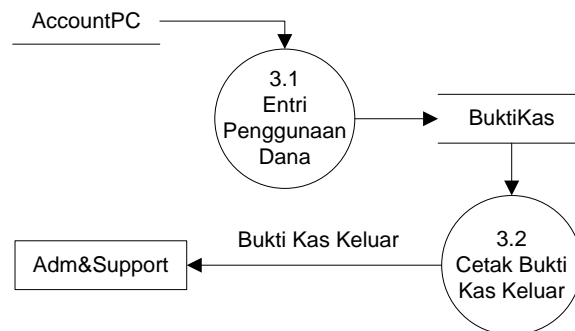 AccountPC
3.1
Entri
Penggunaan
Dana
BuktiKas
Bukti Kas Keluar
Adm&Support
3.2
Cetak Bukti
Kas Keluar